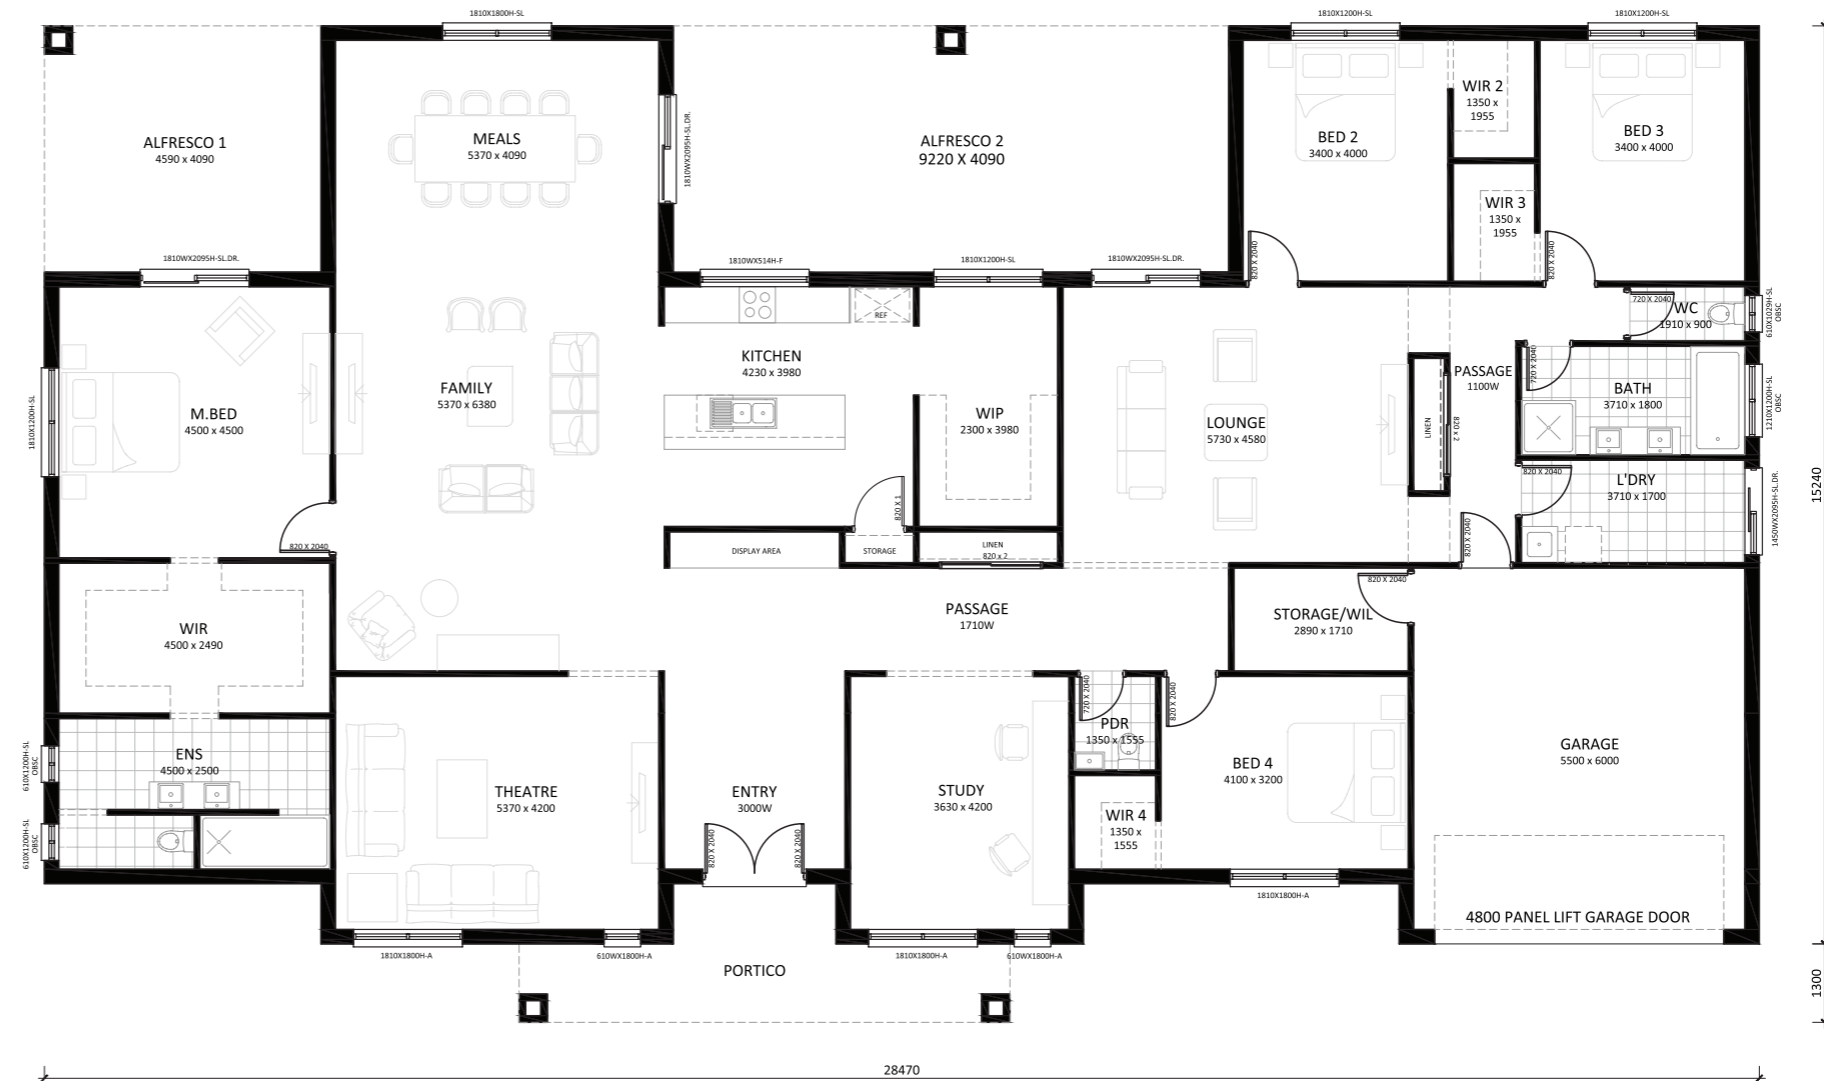 1810X1800H-SL
1810X1200H-SL
1810X1200H-SL
ALFRESCO 1
4590 x 4090
MEALS
5370 x 4090
1810WX2095H-SL.DR.
ALFRESCO 2
9220 X 4090
BED 2
3400 x 4000
WIR 2
1350 x
1955
BED 3
3400 x 4000
WIR 3
1350 x
1955
820 X 2040
820 X 2040
1810WX2095H-SL.DR.
1810WX514H-F
1810X1200H-SL
1810WX2095H-SL.DR.
1810X1200H-SL
M.BED
4500 x 4500
820 X 2040
FAMILY
5370 x 6380
KITCHEN
4230 x 3980
REF
WIP
2300 x 3980
820 X 1
LOUNGE
5730 x 4580
LINEN
820 x 2
PASSAGE
1100W
720 X 2040
WC
1910 x 900
610X1029H-SL
OBSC
720 X 2040
BATH
3710 x 1800
1210X1200H-SL
OBSC
820 X 2040
L'DRY
3710 x 1700
1450WX2095H-SL.DR.
820 X 2040
DISPLAY AREA
STORAGE
LINEN
820 x 2
15240
WIR
4500 x 2490
PASSAGE
1710W
STORAGE/WIL
2890 x 1710
820 X 2040
610X1200H-SL
OBSC
ENS
4500 x 2500
610X1200H-SL
OBSC
THEATRE
5370 x 4200
ENTRY
3000W
820 X 2040
820 X 2040
STUDY
3630 x 4200
720 X 2040
PDR
1350 x 1555
820 X 2040
WIR 4
1350 x
1555
BED 4
4100 x 3200
GARAGE
5500 x 6000
1810X1800H-A
4800 PANEL LIFT GARAGE DOOR
1810X1800H-A
610WX1800H-A
1810X1800H-A
610WX1800H-A
PORTICO
1300
28470